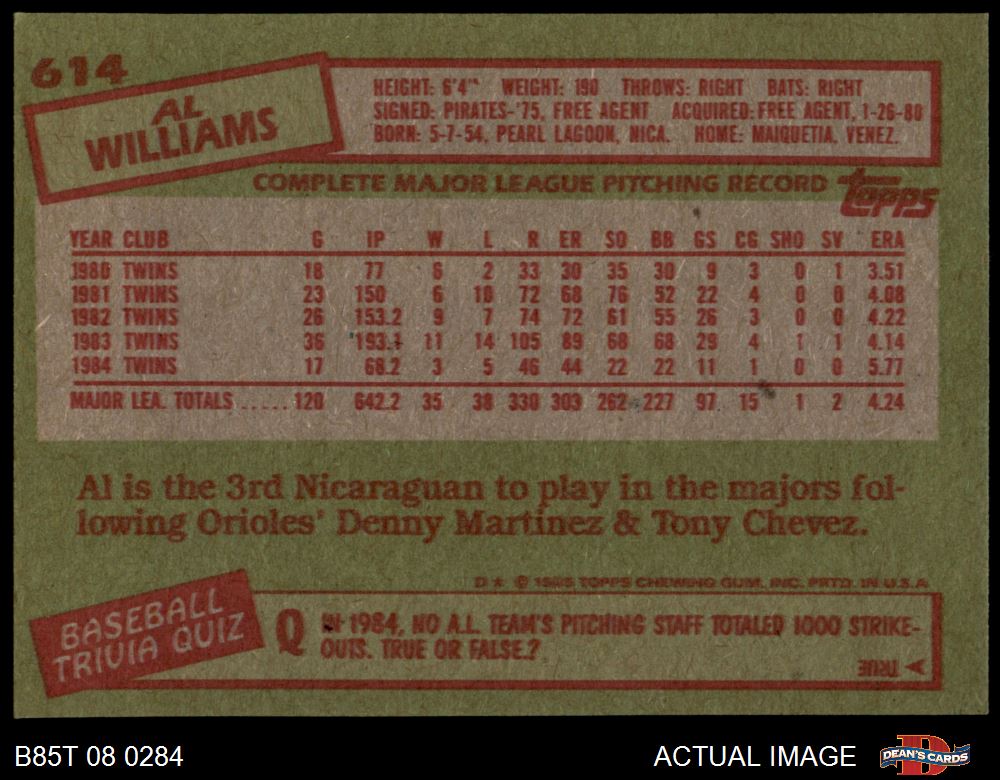 614
AL
WILLIAMS
HEIGHT: 6'4" WEIGHT: 190 THROWS: RIGHT BATS: RIGHT
SIGNED: PIRATES-'75, FREE AGENT ACQUIRED: FREE AGENT, 1-26-80
BORN: 5-7-54, PEARL LAGOON, NICA. HOME: MAIQUETIA, VENEZ.
COMPLETE MAJOR LEAGUE PITCHING RECORD topps
YEAR CLUB G IP W L R ER SO BB GS CG SHO SV ERA
1980 TWINS 18 77 6 2 33 30 35 30 9 3 0 1 3.51
1981 TWINS 23 150 6 10 72 68 76 52 22 4 0 0 4.08
1982 TWINS 26 153.2 9 7 74 72 61 55 26 3 0 0 4.22
1983 TWINS 36 193.1 11 14 105 89 68 68 29 4 1 1 4.14
1984 TWINS 17 68.2 3 5 46 44 22 22 11 1 0 0 5.77
MAJOR LEA. TOTALS ..... 120 642.2 35 38 330 303 262 227 97 15 1 2 4.24
Al is the 3rd Nicaraguan to play in the majors fol-
lowing Orioles' Denny Martinez & Tony Chevez.
D* © 1985 TOPPS CHEWING GUM, INC. PRTD. IN U.S.A.
BASEBALL
TRIVIA QUIZ
Q IN 1984, NO A.L. TEAM'S PITCHING STAFF TOTALED 1000 STRIKE-
OUTS. TRUE OR FALSE?
TRUE
B85T 08 0284 ACTUAL IMAGE DEAN'S CARDS